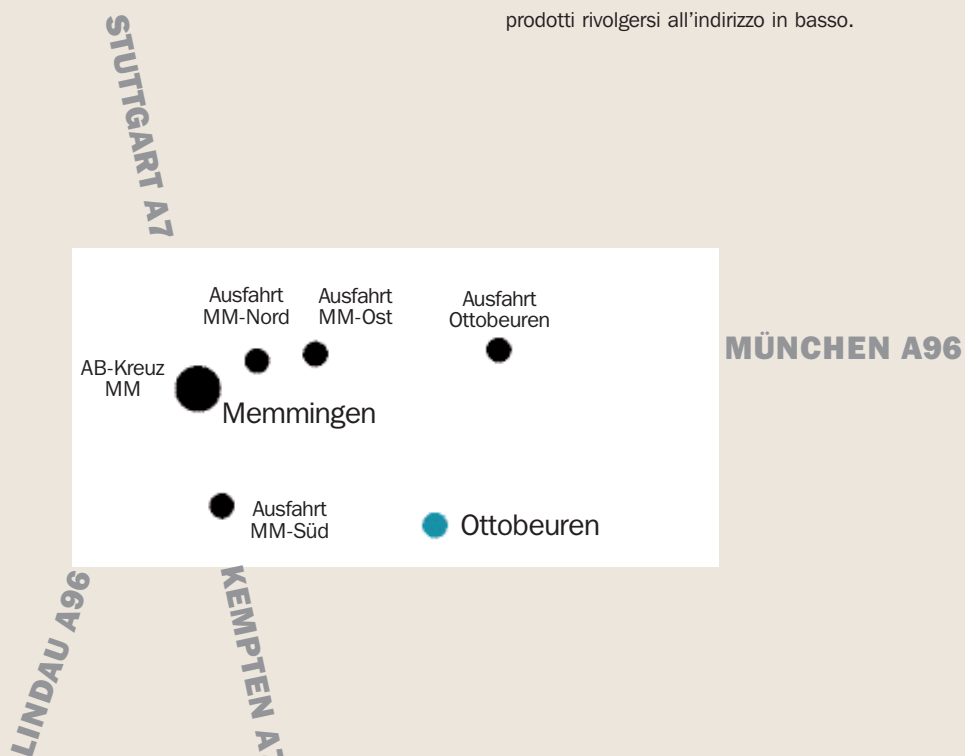 prodotti rivolgersi all'indirizzo in basso.
STUTTGART A7
Ausfahrt
MM-Nord
Ausfahrt
MM-Ost
Ausfahrt
Ottobeuren
MÜNCHEN A96
AB-Kreuz
MM
Memmingen
Ausfahrt
MM-Süd
Ottobeuren
LINDAU A96
KEMPTEN A7